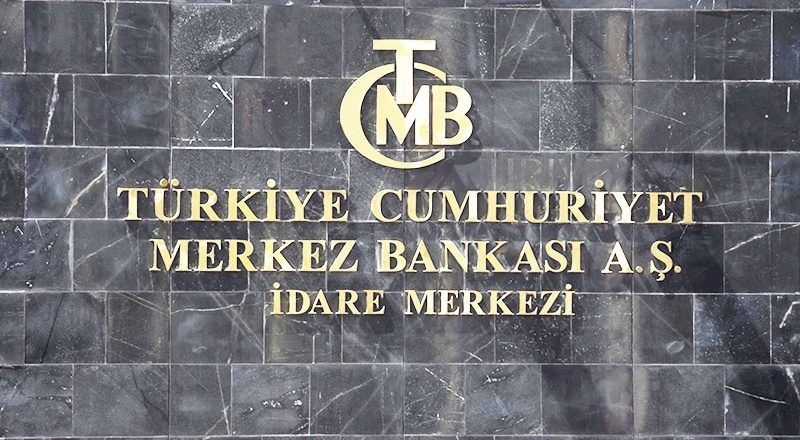 TCMB
TÜRKİYE CUMHURİYET
MERKEZ BANKASI A.Ş.
İDARE MERKEZİ